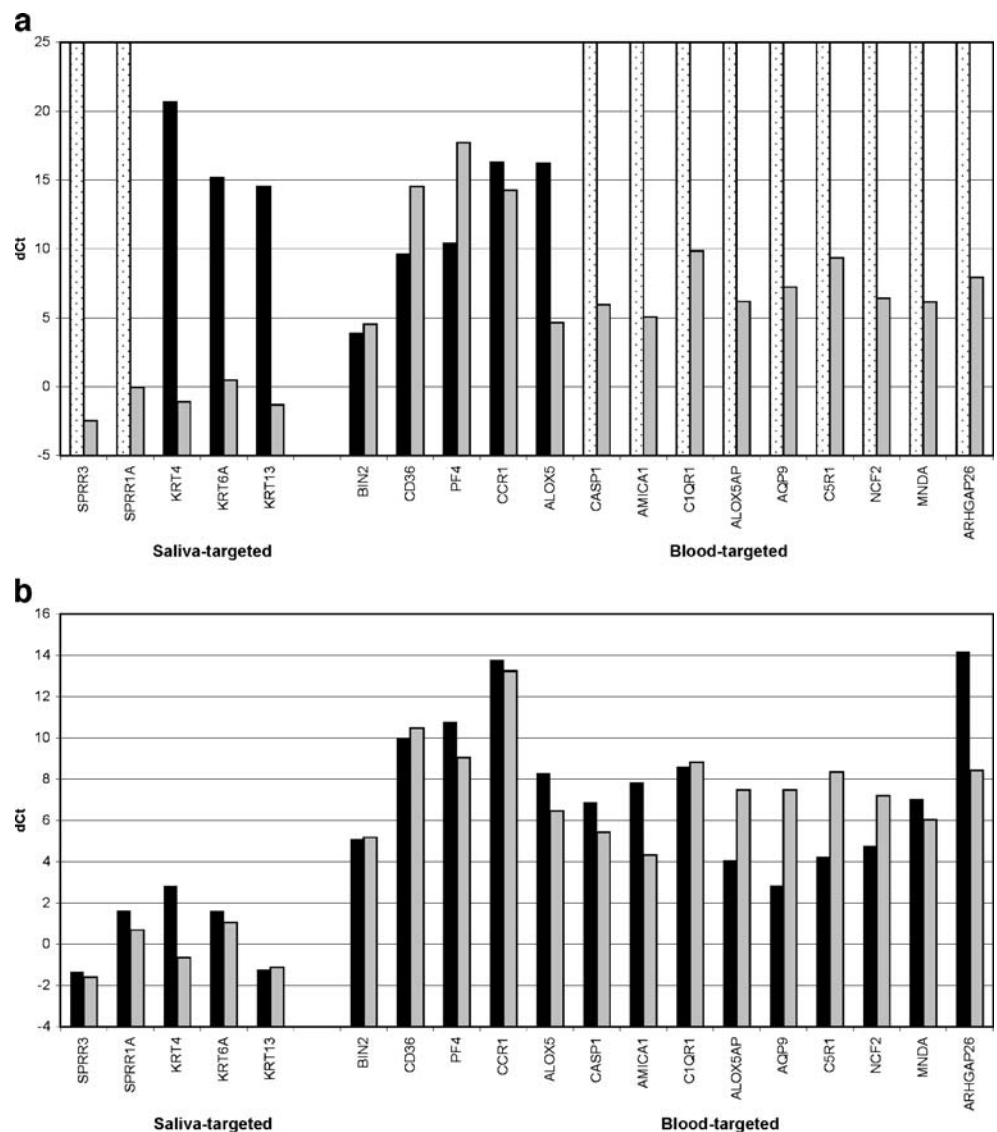 a
25
20
15
10
5
0
-5
dCt
SPRR3
SPRR1A
KRT4
KRT6A
KRT13
BIN2
CD36
PF4
CCR1
ALOX5
CASP1
AMICA1
C1QR1
ALOX5AP
AQP9
C5R1
NCF2
MNDA
ARHGAP26
Saliva-targeted
Blood-targeted
b
16
14
12
10
8
6
4
2
0
-2
-4
dCt
SPRR3
SPRR1A
KRT4
KRT6A
KRT13
BIN2
CD36
PF4
CCR1
ALOX5
CASP1
AMICA1
C1QR1
ALOX5AP
AQP9
C5R1
NCF2
MNDA
ARHGAP26
Saliva-targeted
Blood-targeted